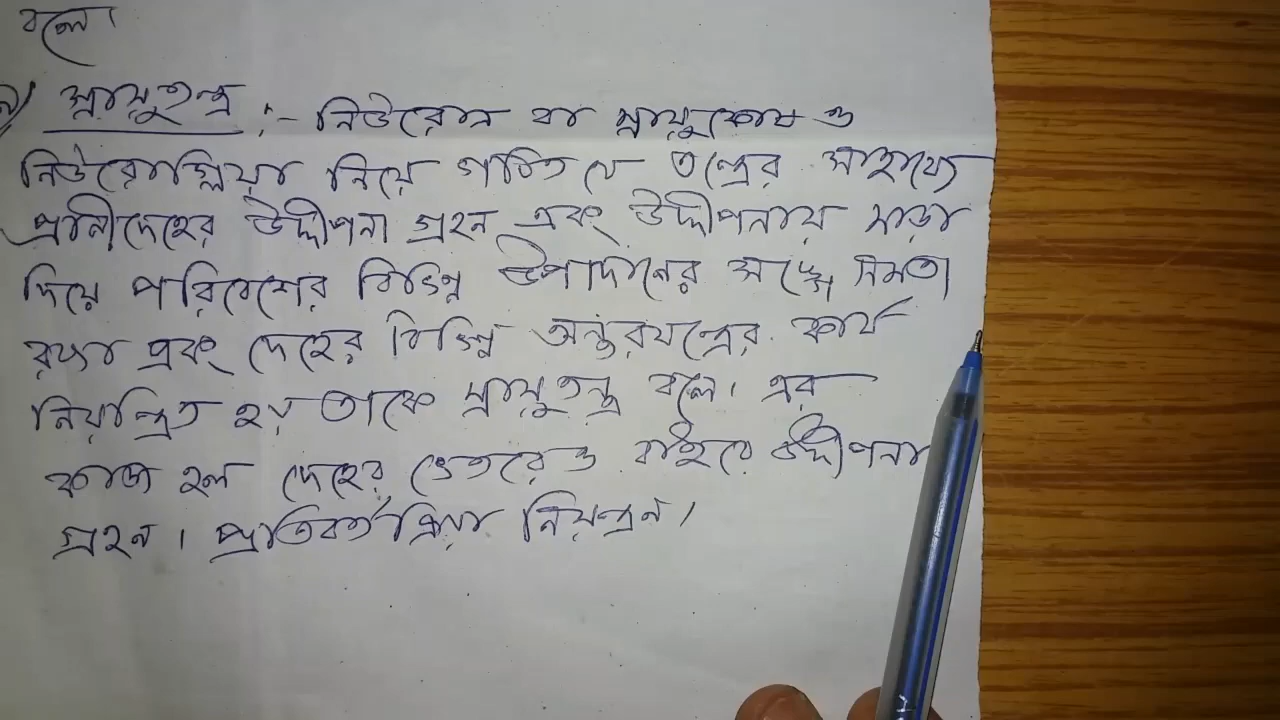 বলে।
স্নায়ুতন্ত্র :- নিউরোন বা স্নায়ুকোষ ও
নিউরোগ্লিয়া নিয়ে গঠিত যে তন্ত্রের সাহায্যে
প্রানীদেহের উদ্দীপনা গ্রহন এবং উদ্দীপনায় সাড়া
দিয়ে পরিবেশের বিভিন্ন উপাদানের সঙ্গে সমতা
রক্ষা এবং দেহের বিভিন্ন অন্তরযন্ত্রের কার্য
নিয়ন্ত্রিত হয় তাকে স্নায়ুতন্ত্র বলে। এর
কাজ হল দেহের ভেতরে ও বাইরে উদ্দীপনা
গ্রহন। প্রতিবর্ত ক্রিয়া নিয়ন্ত্রন।